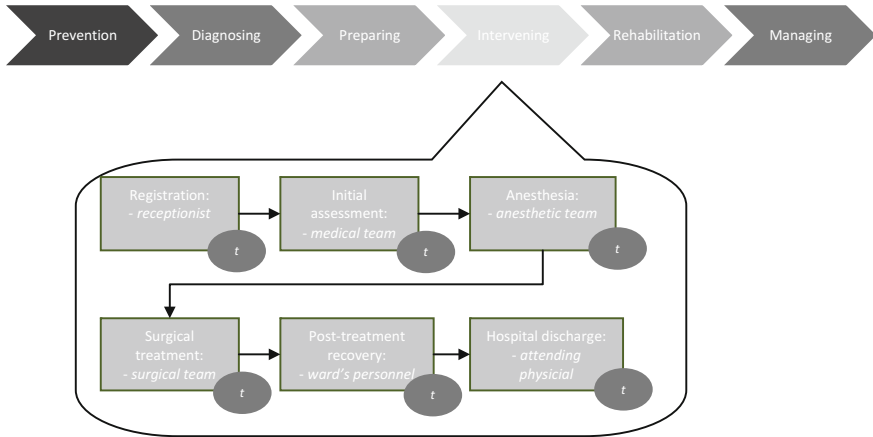 Prevention
Diagnosing
Preparing
Intervening
Rehabilitation
Managing
Registration:
- receptionist
t
Initial
assessment:
- medical team
t
Anesthesia:
- anesthetic team
t
Surgical
treatment:
- surgical team
t
Post-treatment
recovery:
- ward's personnel
t
Hospital discharge:
- attending
physicial
t